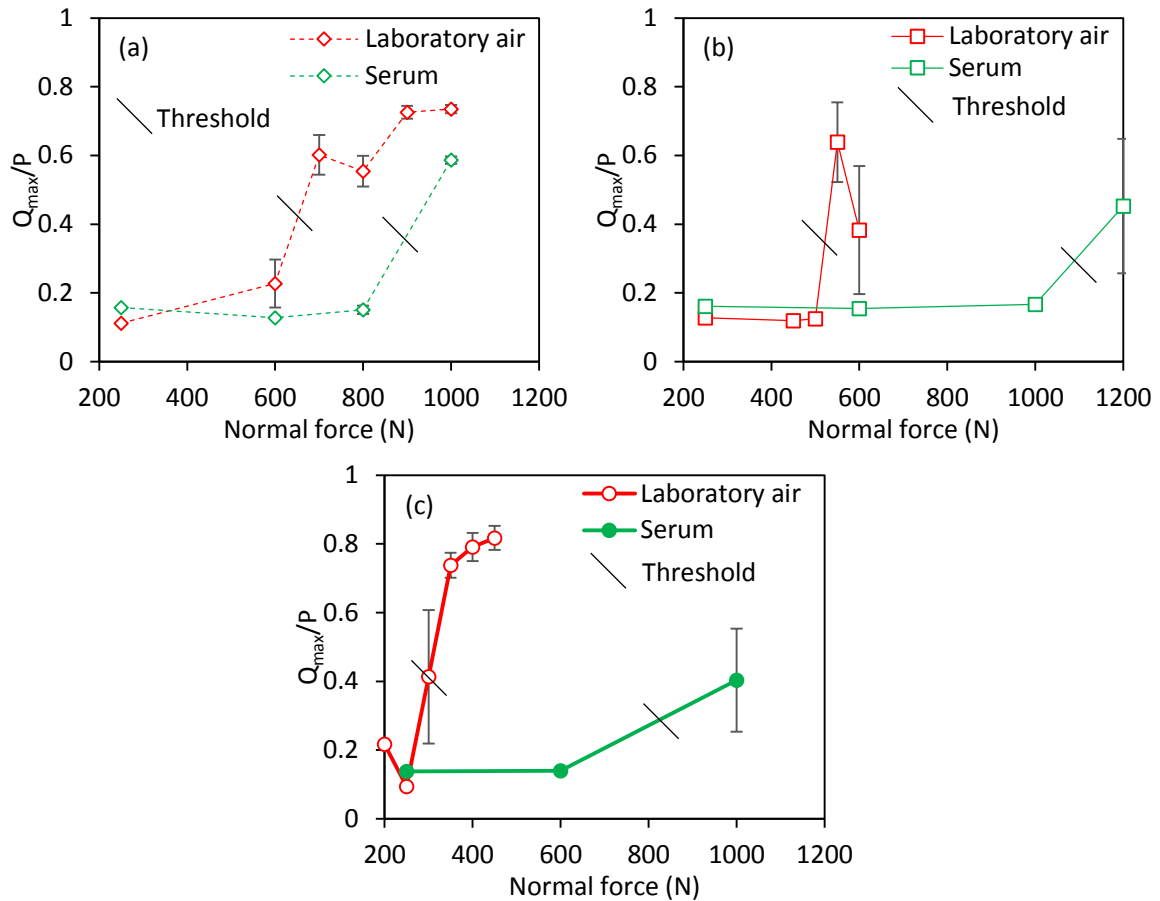 (a)
Laboratory air
Serum
Threshold
Qmax/P
1
0.8
0.6
0.4
0.2
0
200 400 600 800 1000 1200
Normal force (N)
(b)
Laboratory air
Serum
Threshold
Qmax/P
1
0.8
0.6
0.4
0.2
0
200 400 600 800 1000 1200
Normal force (N)
(c)
Laboratory air
Serum
Threshold
Qmax/P
1
0.8
0.6
0.4
0.2
0
200 400 600 800 1000 1200
Normal force (N)